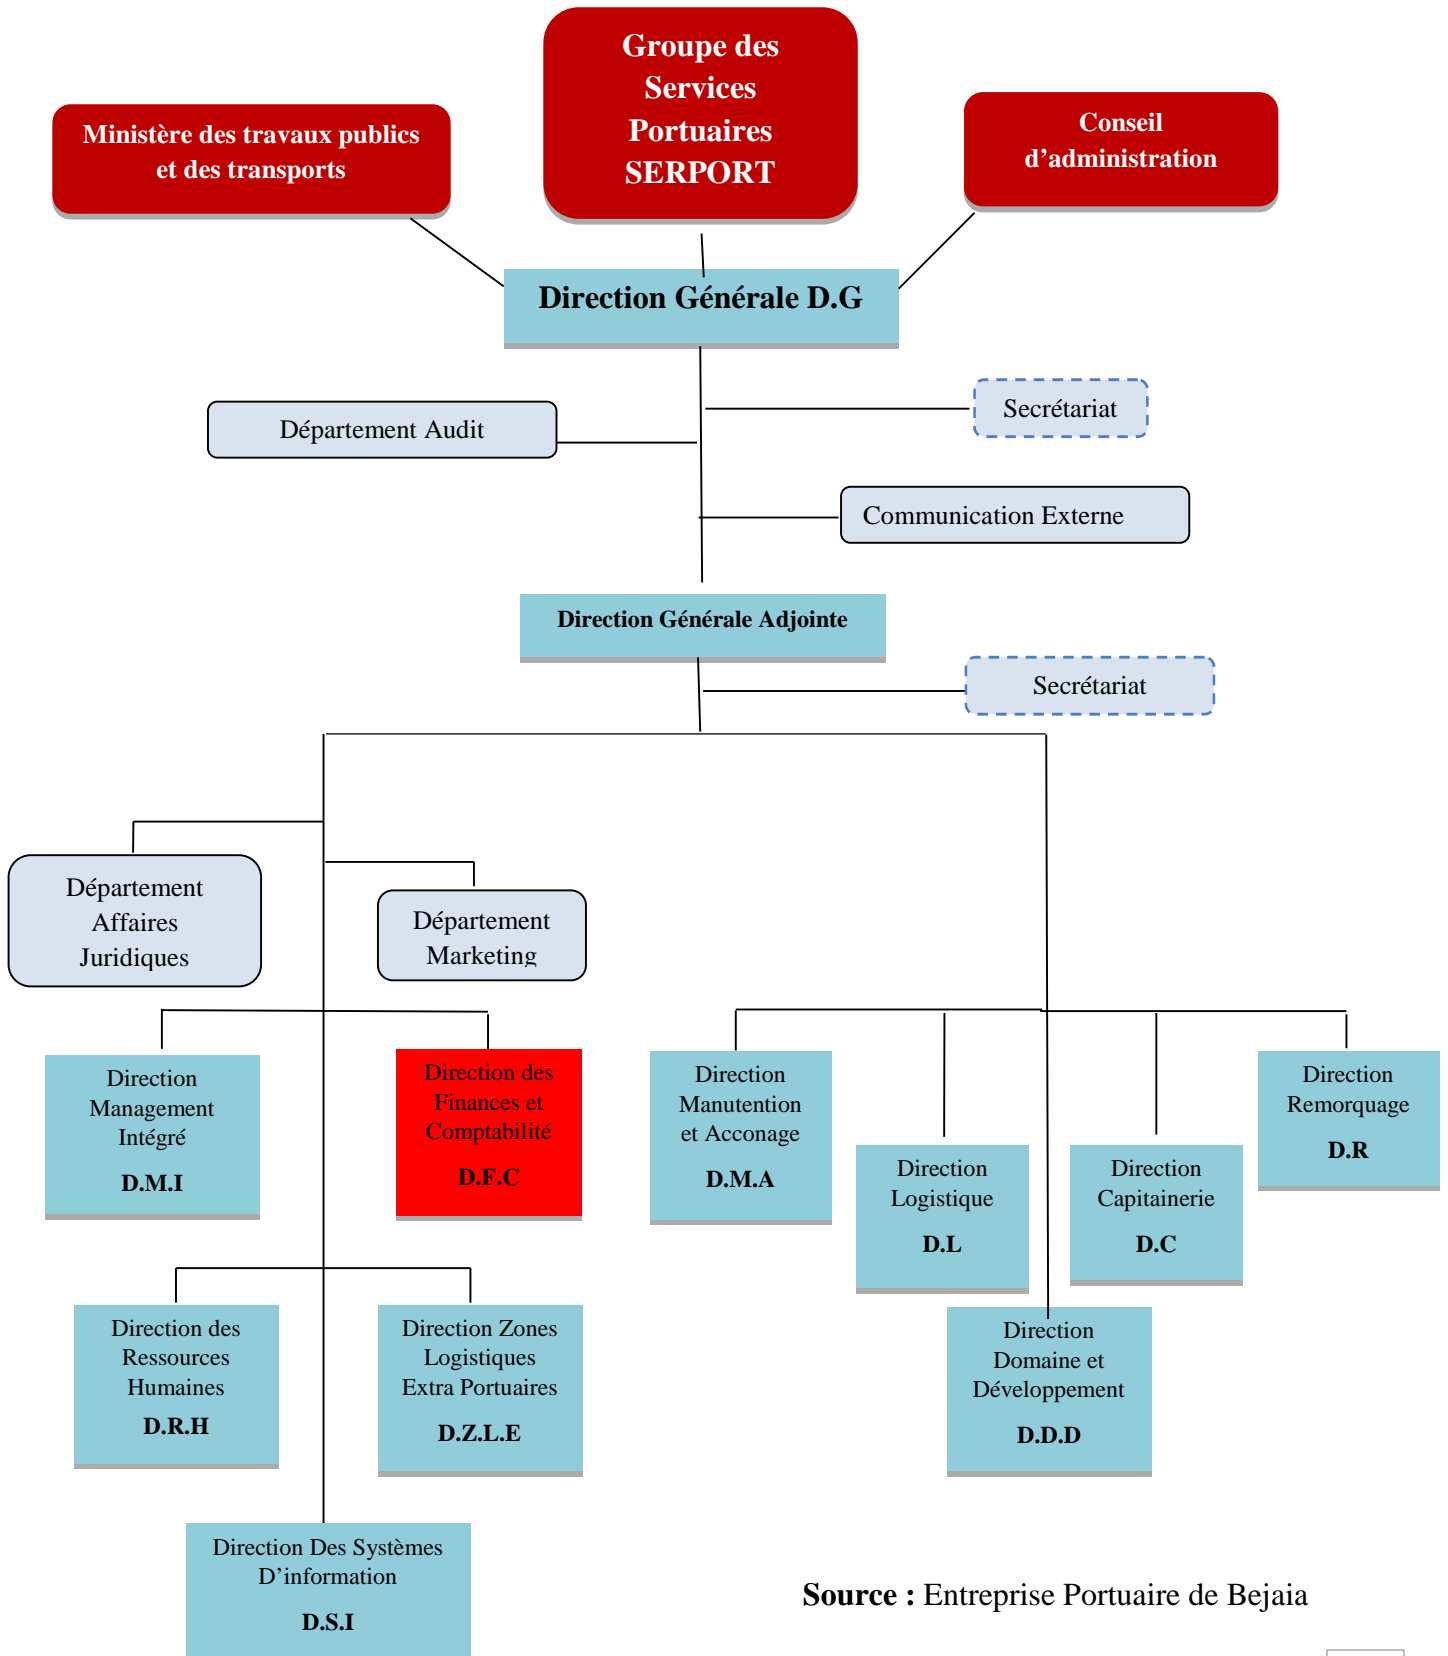 Groupe des
Services
Portuaires
SERPORT
Ministère des travaux publics
et des transports
Conseil
d’administration
Direction Générale D.G
Secrétariat
Département Audit
Communication Externe
Direction Générale Adjointe
Secrétariat
Département
Affaires
Juridiques
Département
Marketing
Direction
Management
Intégré
D.M.I
Direction des
Finances et
Comptabilité
D.F.C
Direction
Manutention
et Acconage
D.M.A
Direction
Logistique
D.L
Direction
Capitainerie
D.C
Direction
Remorquage
D.R
Direction des
Ressources
Humaines
D.R.H
Direction Zones
Logistiques
Extra Portuaires
D.Z.L.E
Direction
Domaine et
Développement
D.D.D
Direction Des Systèmes
D’information
D.S.I
Source : Entreprise Portuaire de Bejaia